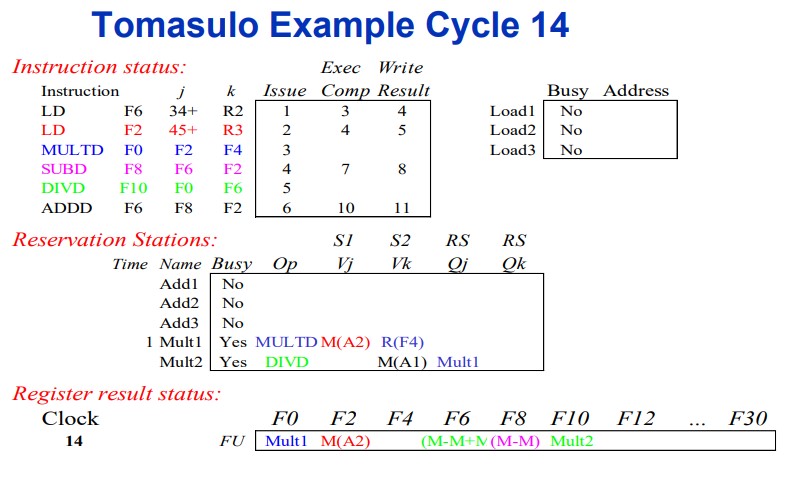 Tomasulo Example Cycle 14
Instruction status: Exec Write
Instruction j k Issue Comp Result Busy Address
LD F6 34+ R2 1 3 4 Load1 No
LD F2 45+ R3 2 4 5 Load2 No
MULTD F0 F2 F4 3 Load3 No
SUBD F8 F6 F2 4 7 8
DIVD F10 F0 F6 5
ADDD F6 F8 F2 6 10 11
Reservation Stations: S1 S2 RS RS
Time Name Busy Op Vj Vk Qj Qk
Add1 No
Add2 No
Add3 No
1 Mult1 Yes MULTD M(A2) R(F4)
Mult2 Yes DIVD M(A1) Mult1
Register result status:
Clock F0 F2 F4 F6 F8 F10 F12 ... F30
14 FU Mult1 M(A2) (M-M+M (M-M) Mult2